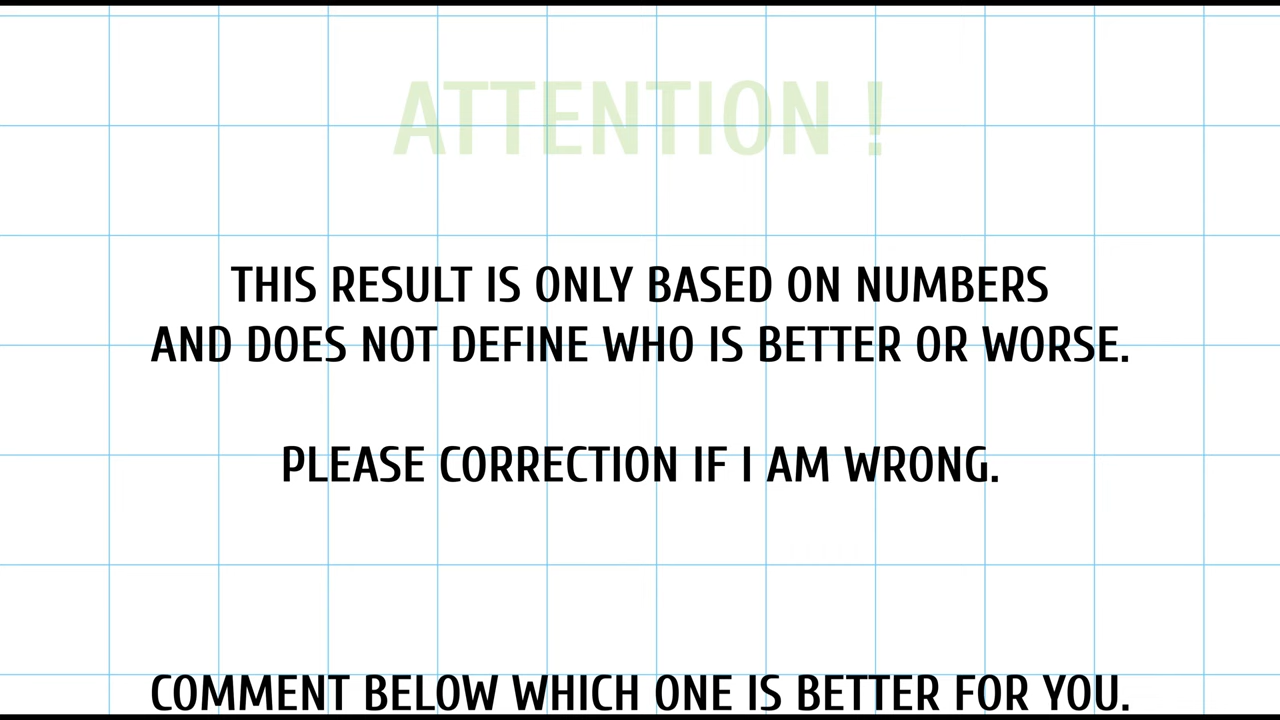 ATTENTION !
THIS RESULT IS ONLY BASED ON NUMBERS
AND DOES NOT DEFINE WHO IS BETTER OR WORSE.
PLEASE CORRECTION IF I AM WRONG.
COMMENT BELOW WHICH ONE IS BETTER FOR YOU.